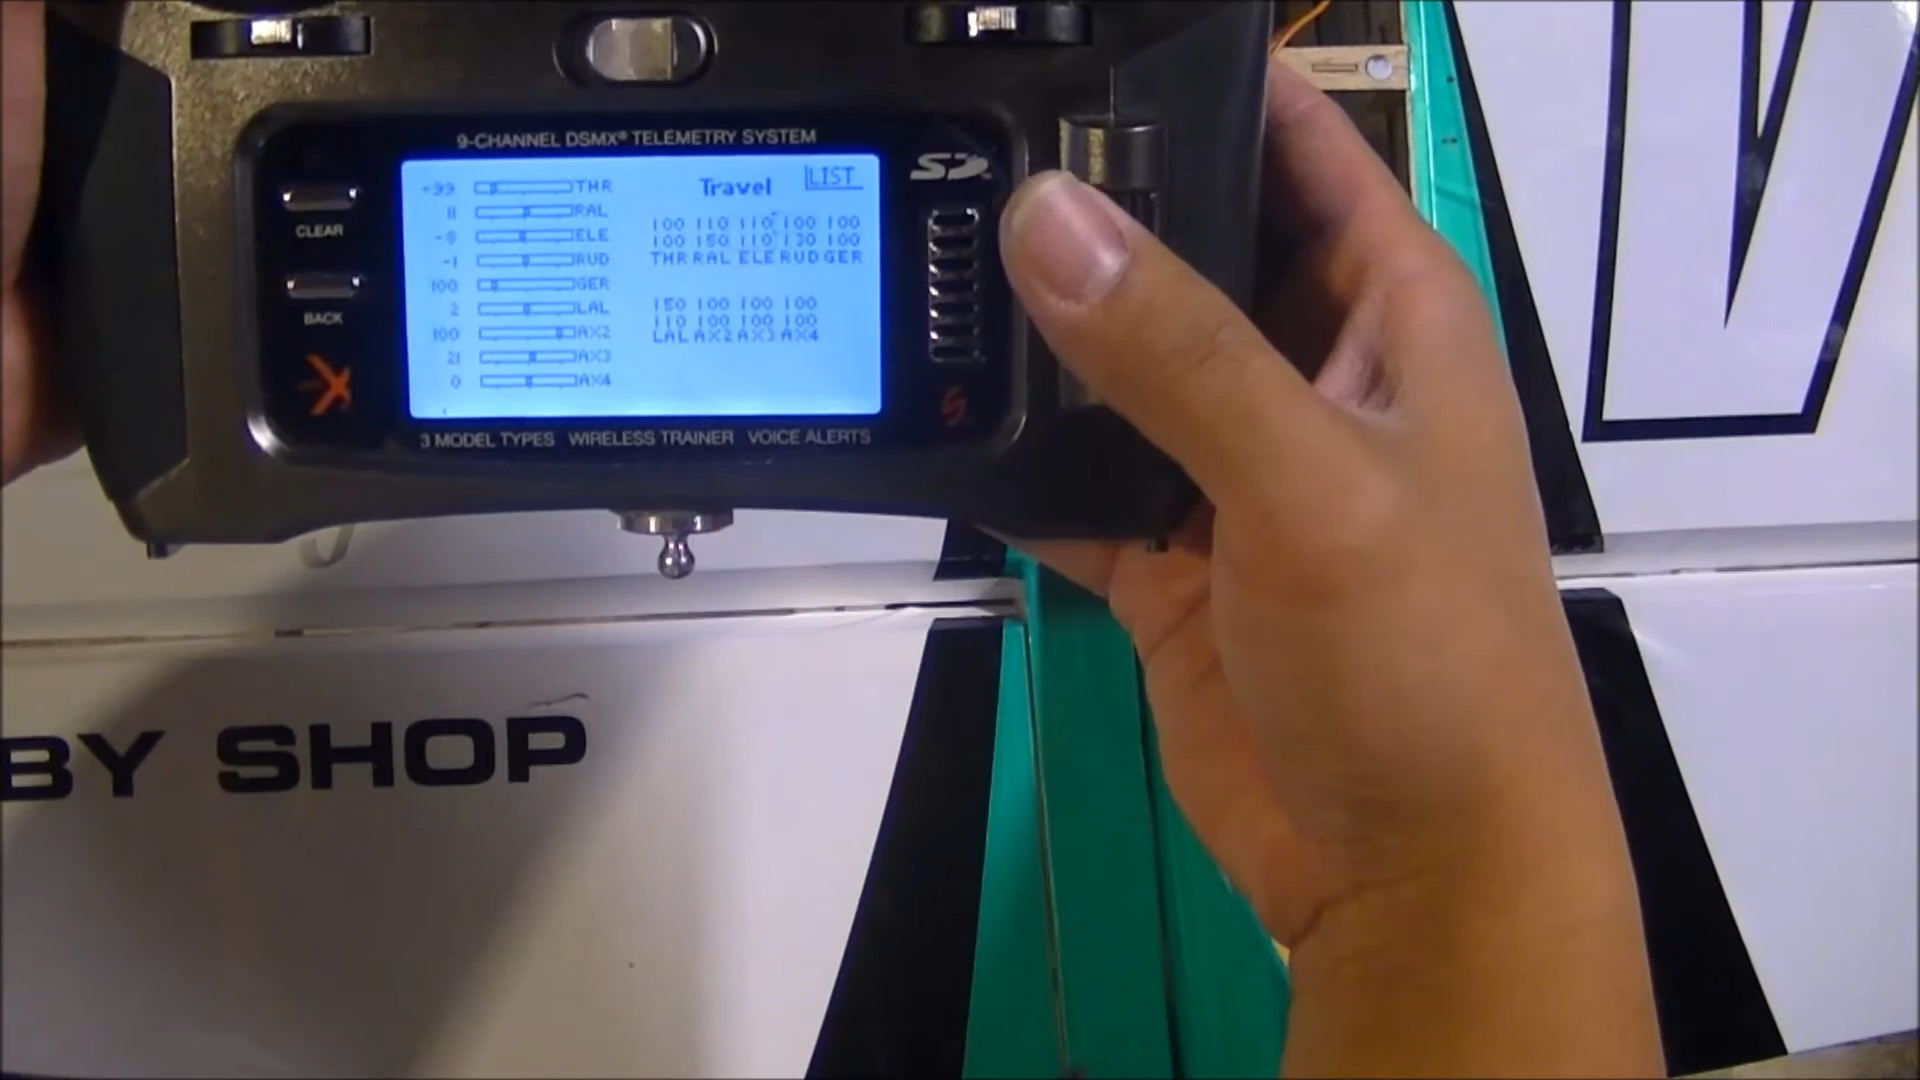 9-CHANNEL DSMX® TELEMETRY SYSTEM
Travel LIST
-99 THR
11 RAL
ELE
-1 RUD
100 GER
2 LAL
100 AX2
21 AX3
0 AX4
100 110 110 100 100
100 150 110 130 100
THR RAL ELE RUD GER
150 100 100 100
110 100 100 100
LAL AX2 AX3 AX4
CLEAR
BACK
X
SD
3 MODEL TYPES WIRELESS TRAINER VOICE ALERTS
BY SHOP
V